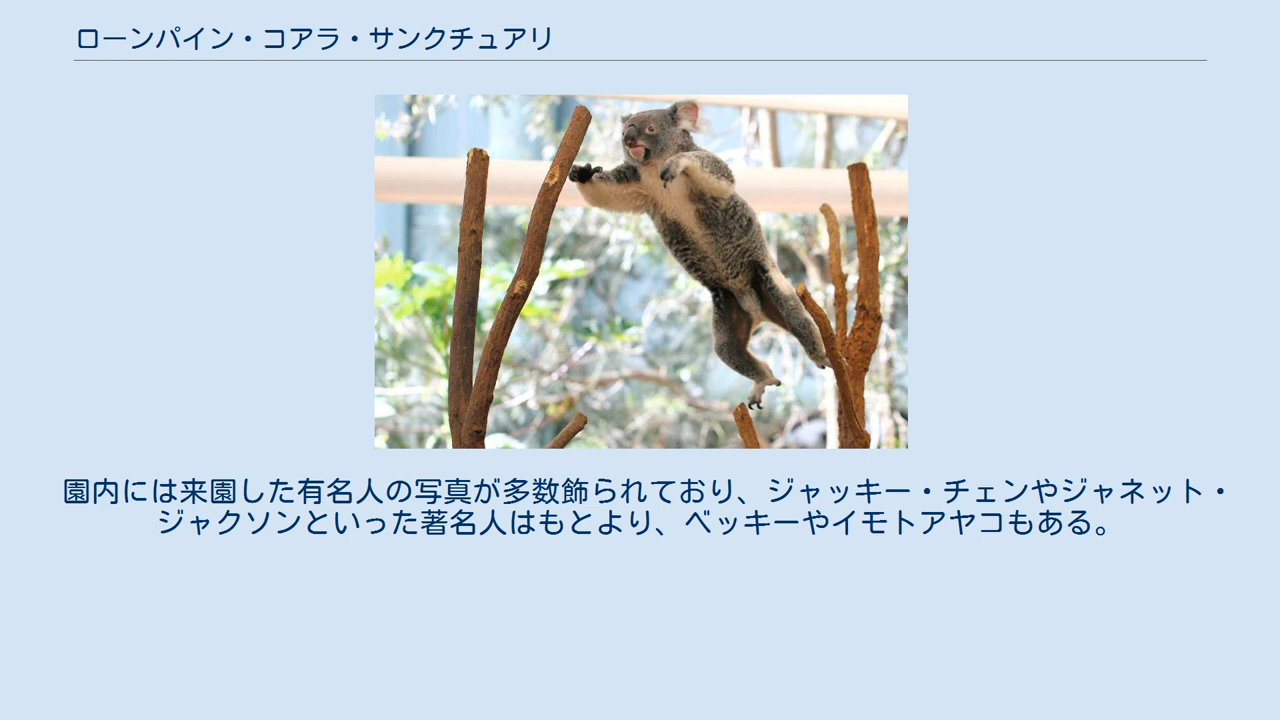 ローンパイン・コアラ・サンクチュアリ
園内には来園した有名人の写真が多数飾られており、ジャッキー・チェンやジャネット・
ジャクソンといった著名人はもとより、ベッキーやイモトアヤコもある。